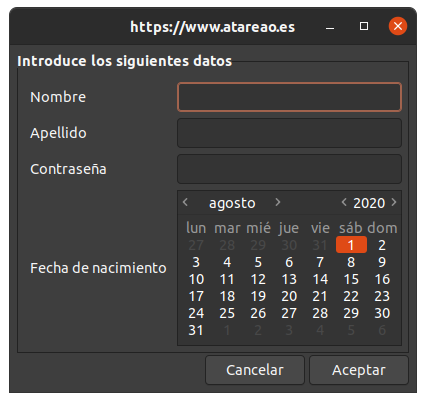 https://www.atareao.es
Introduce los siguientes datos
Nombre
Apellido
Contraseña
Fecha de nacimiento
agosto 2020
lun mar mié jue vie sáb dom
27 28 29 30 31 1 2
3 4 5 6 7 8 9
10 11 12 13 14 15 16
17 18 19 20 21 22 23
24 25 26 27 28 29 30
31 1 2 3 4 5 6
Cancelar Aceptar